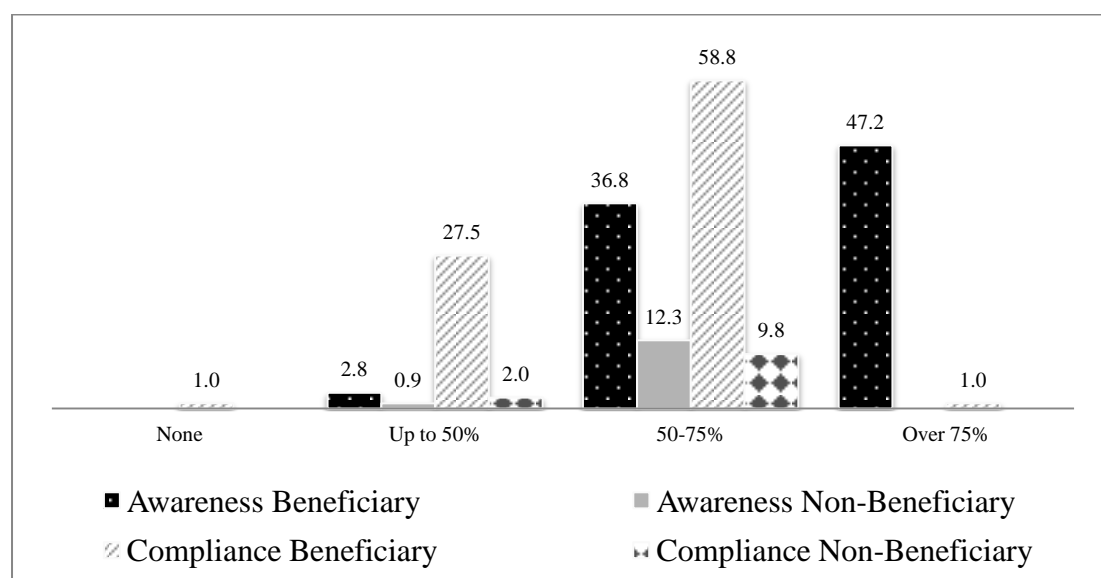 58.8
47.2
36.8
27.5
12.3
9.8
2.8
0.9
2.0
1.0
1.0
None
Up to 50%
50-75%
Over 75%
Awareness Beneficiary
Awareness Non-Beneficiary
Compliance Beneficiary
Compliance Non-Beneficiary